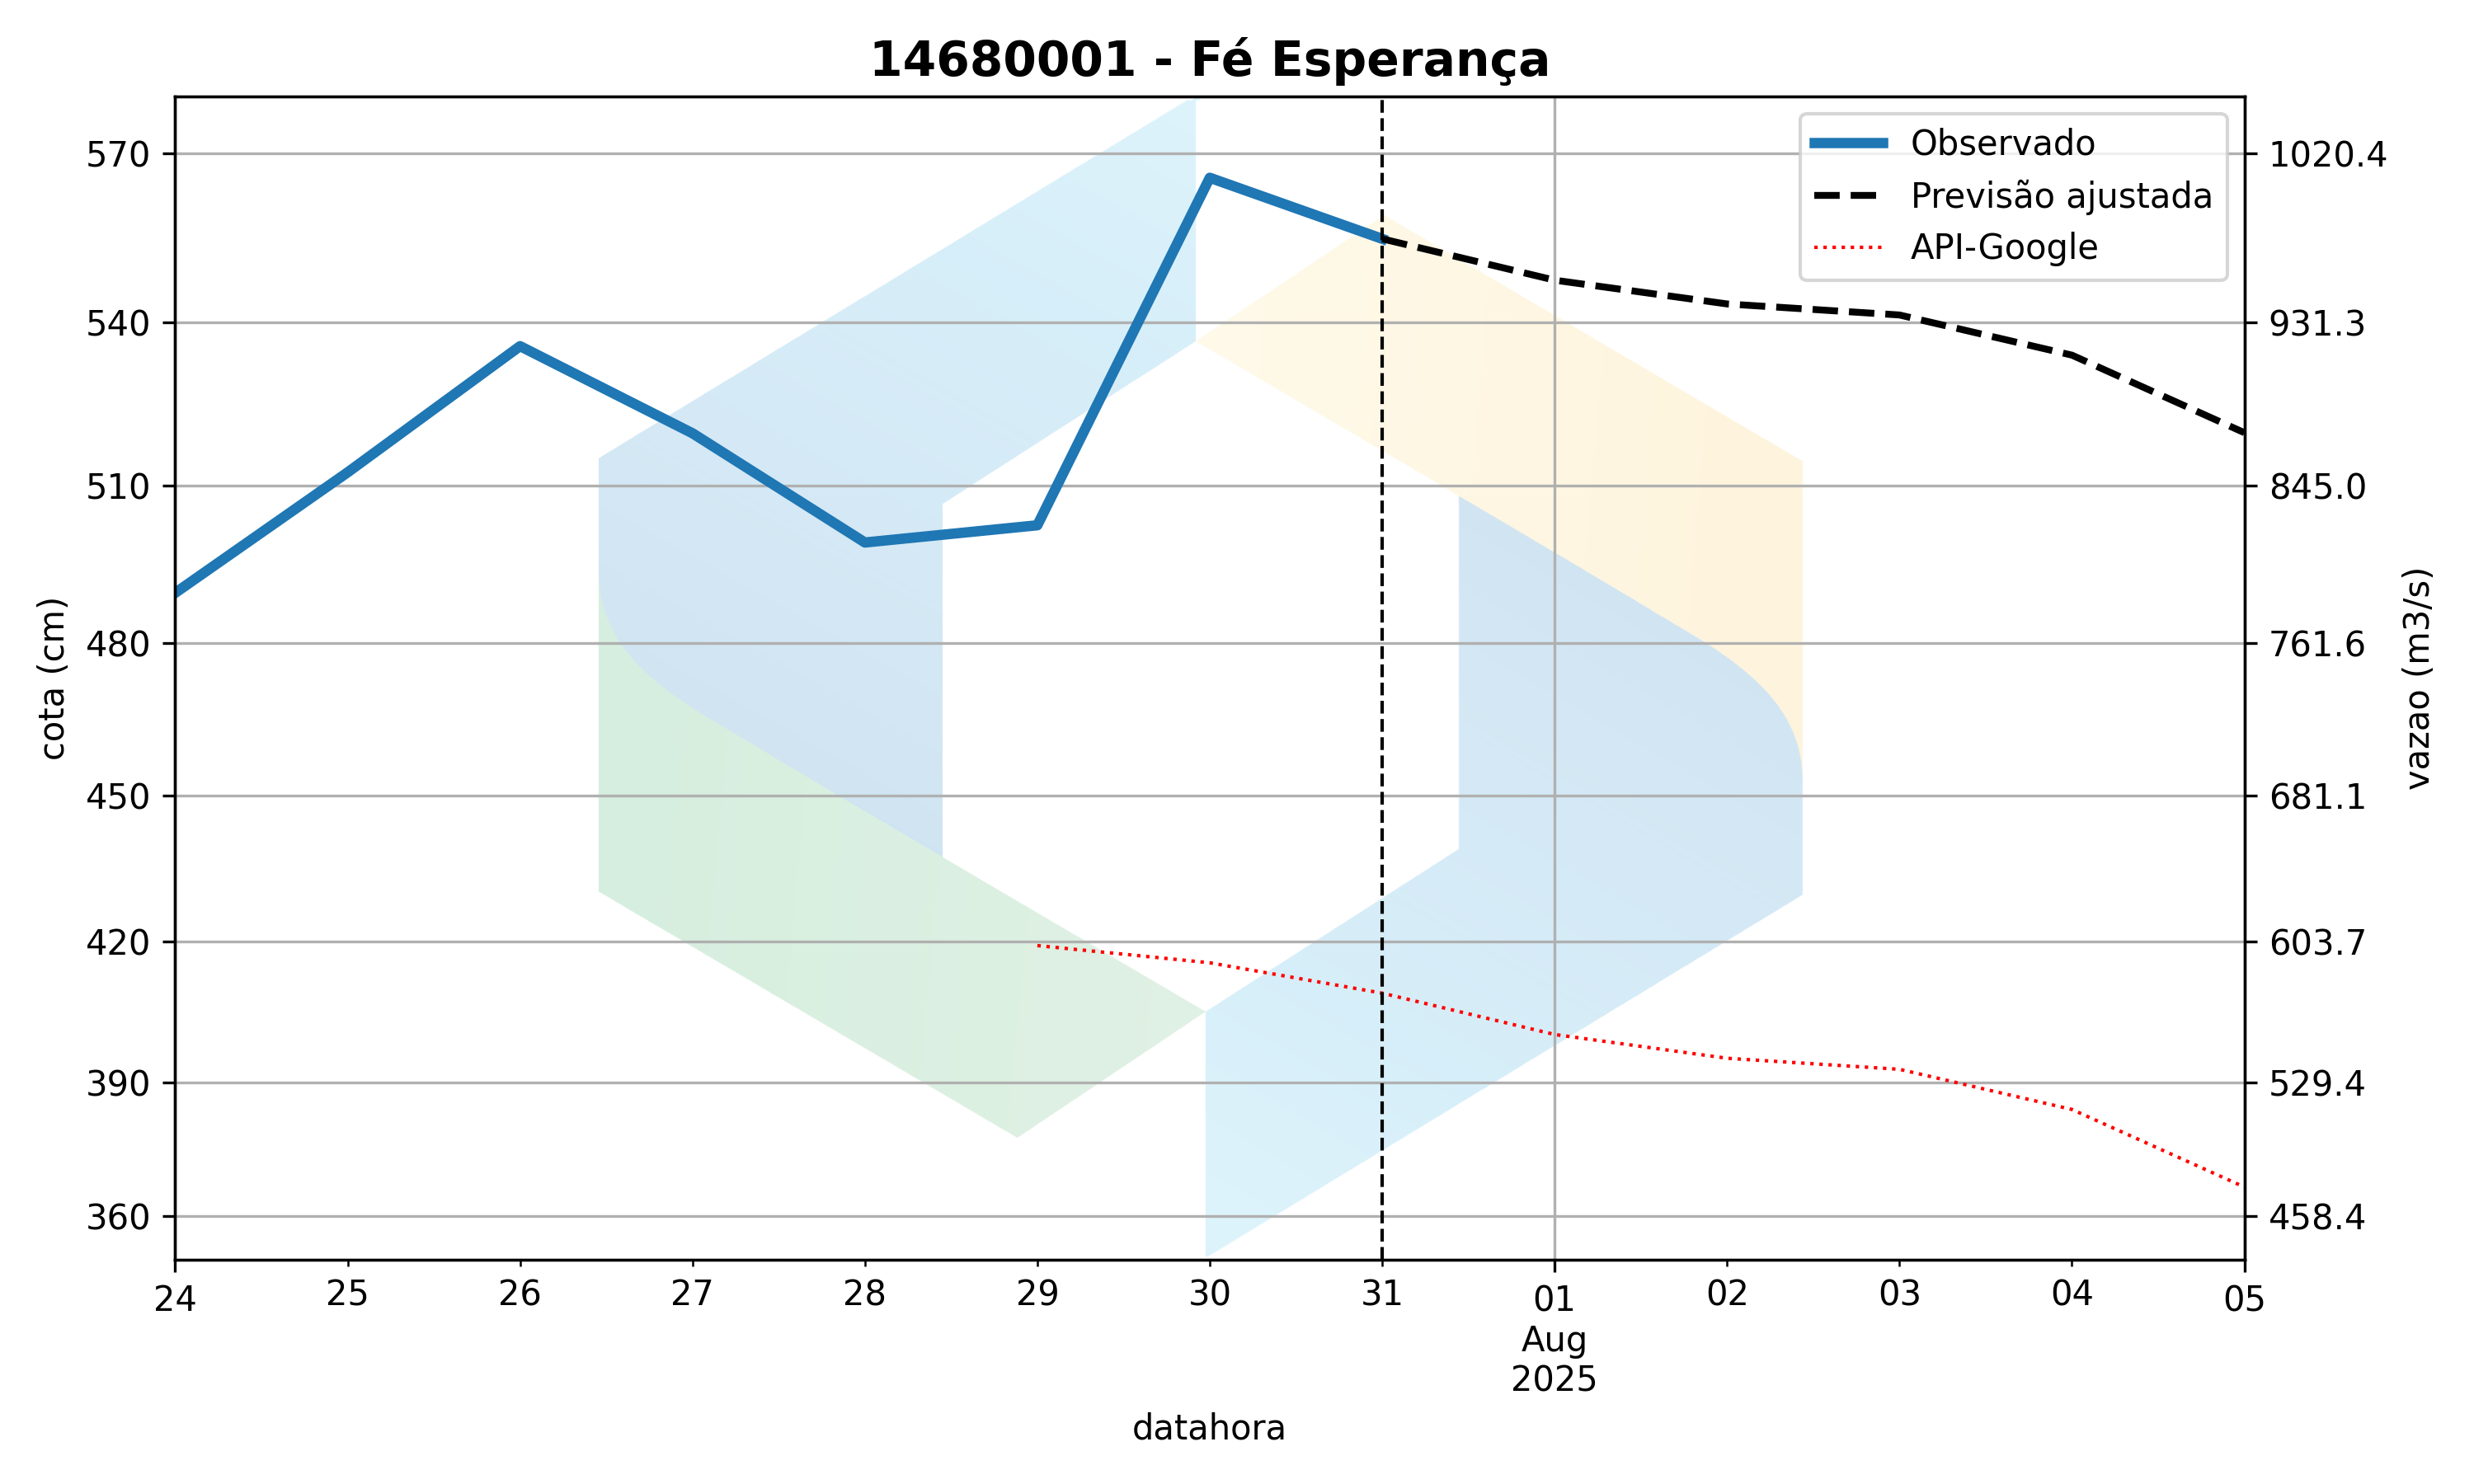 14680001 - Fé Esperança
Observado
Previsão ajustada
API-Google
570
540
510
480
450
420
390
360
cota (cm)
1020.4
931.3
845.0
761.6
681.1
603.7
529.4
458.4
vazao (m3/s)
24 25 26 27 28 29 30 31 01 02 03 04 05
Aug
2025
datahora